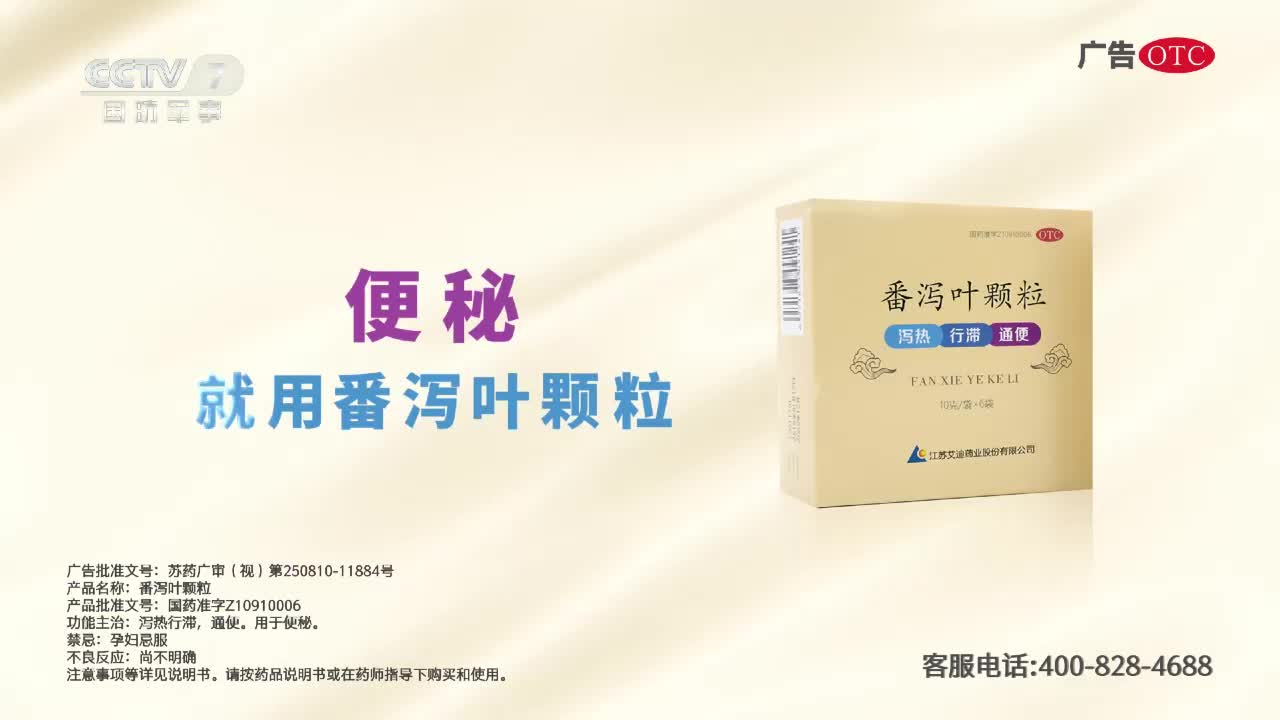 CCTV 7
国防军事
广告 OTC
便秘
就用番泻叶颗粒
国药准字Z10910006 OTC
番泻叶颗粒
泻热 行滞 通便
FAN XIE YE KE LI
10克/袋×6袋
江苏艾迪药业股份有限公司
广告批准文号：苏药广审（视）第250810-11884号
产品名称：番泻叶颗粒
产品批准文号：国药准字Z10910006
功能主治：泻热行滞，通便。用于便秘。
禁忌：孕妇忌服
不良反应：尚不明确
注意事项等详见说明书。请按药品说明书或在药师指导下购买和使用。
客服电话:400-828-4688